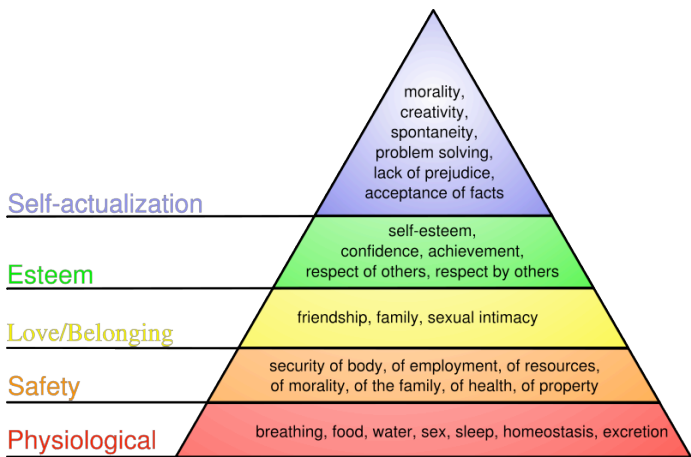 morality,
creativity,
spontaneity,
problem solving,
lack of prejudice,
acceptance of facts
Self-actualization
self-esteem,
confidence, achievement,
respect of others, respect by others
Esteem
friendship, family, sexual intimacy
Love/Belonging
security of body, of employment, of resources,
of morality, of the family, of health, of property
Safety
breathing, food, water, sex, sleep, homeostasis, excretion
Physiological